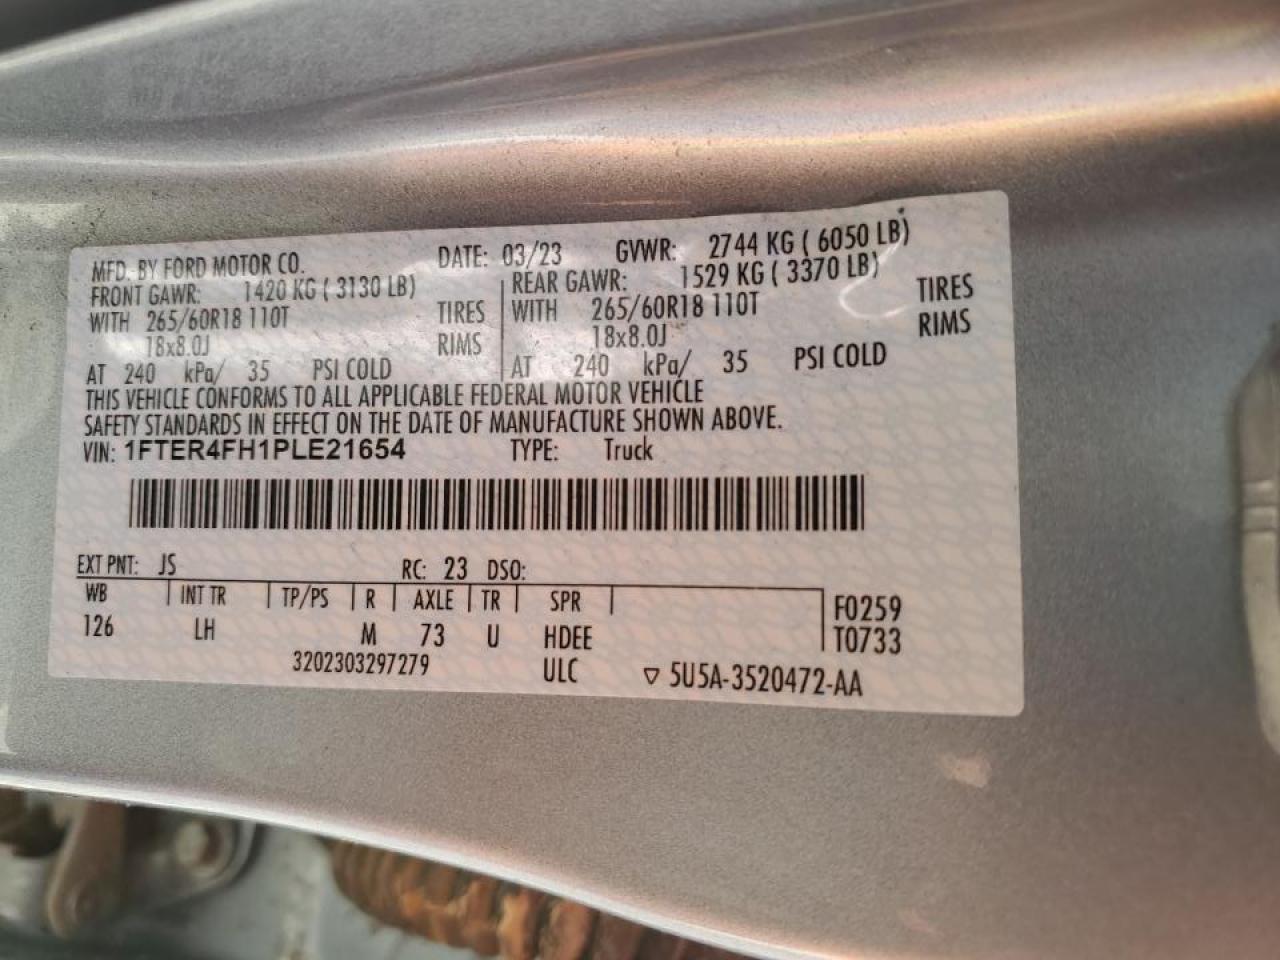 MFD. BY FORD MOTOR CO. DATE: 03/23 GVWR: 2744 KG ( 6050 LB)
FRONT GAWR: 1420 KG ( 3130 LB) REAR GAWR: 1529 KG ( 3370 LB)
WITH 265/60R18 110T TIRES WITH 265/60R18 110T TIRES
18x8.0J RIMS 18x8.0J RIMS
AT 240 kPa/ 35 PSI COLD AT 240 kPa/ 35 PSI COLD
THIS VEHICLE CONFORMS TO ALL APPLICABLE FEDERAL MOTOR VEHICLE
SAFETY STANDARDS IN EFFECT ON THE DATE OF MANUFACTURE SHOWN ABOVE.
VIN: 1FTER4FH1PLE21654 TYPE: Truck
EXT PNT: JS RC: 23 DSO:
WB INT TR TP/PS R AXLE TR SPR F0259
126 LH M 73 U HDEE T0733
3202303297279 ULC ▽ 5U5A-3520472-AA